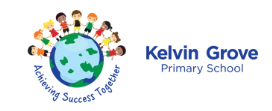 Kelvin Grove
Primary School
Achieving Success Together